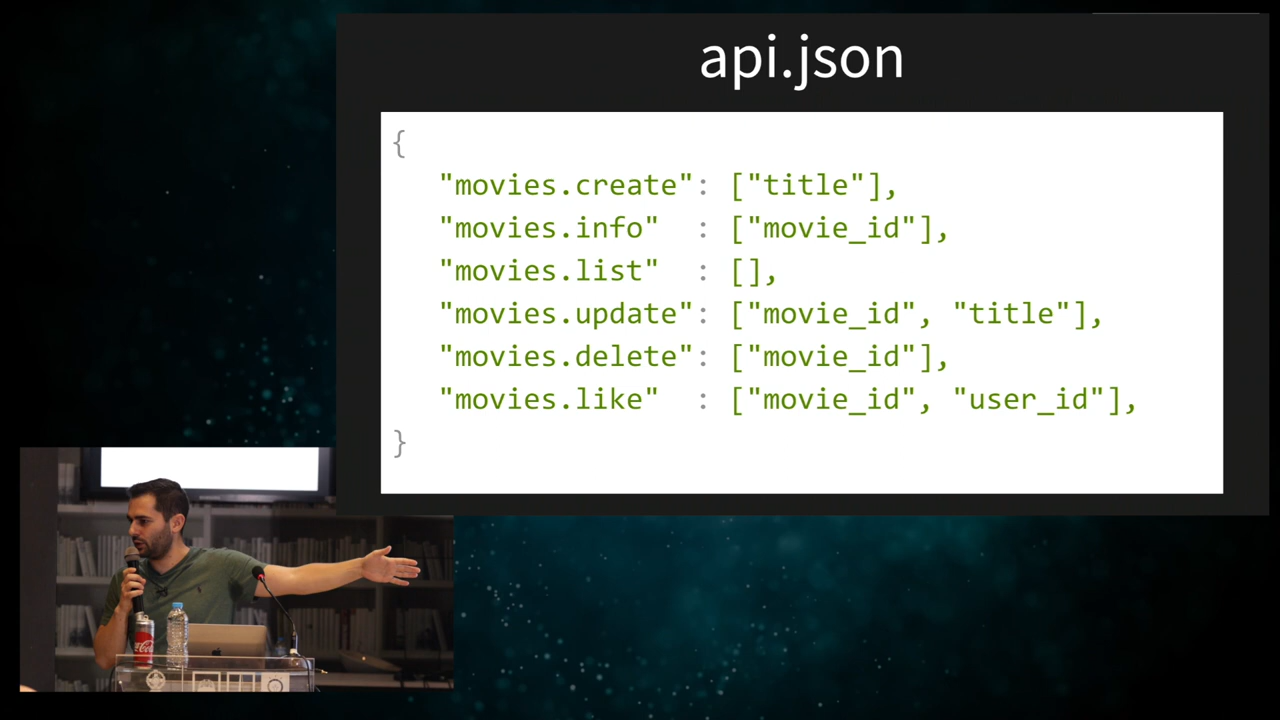 api.json
{
"movies.create": ["title"],
"movies.info" : ["movie_id"],
"movies.list" : [],
"movies.update": ["movie_id", "title"],
"movies.delete": ["movie_id"],
"movies.like" : ["movie_id", "user_id"],
}